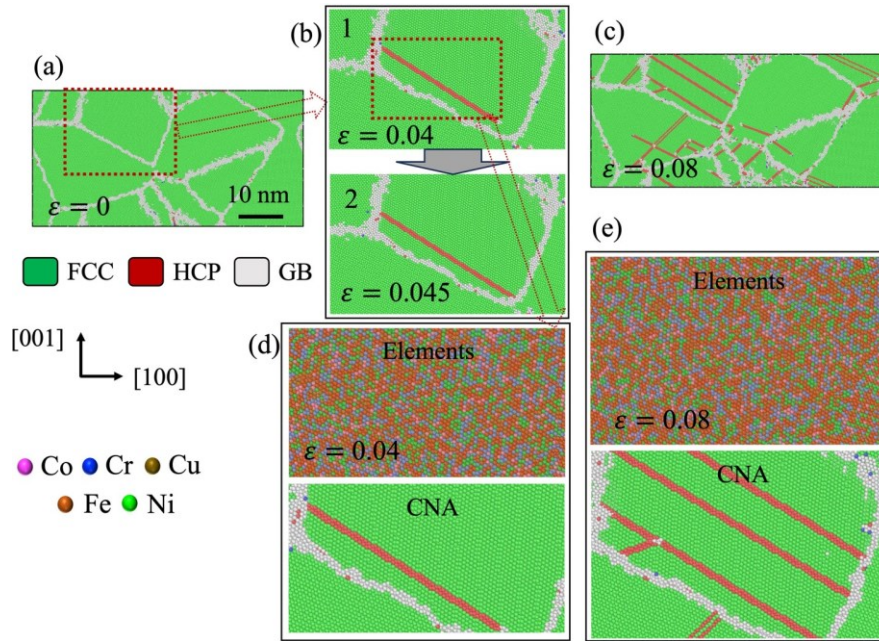 (a)
ε = 0
10 nm
FCC HCP GB
[001]
[100]
Co Cr Cu
Fe Ni
(b)
1
ε = 0.04
2
ε = 0.045
(c)
ε = 0.08
(d)
Elements
ε = 0.04
CNA
(e)
Elements
ε = 0.08
CNA